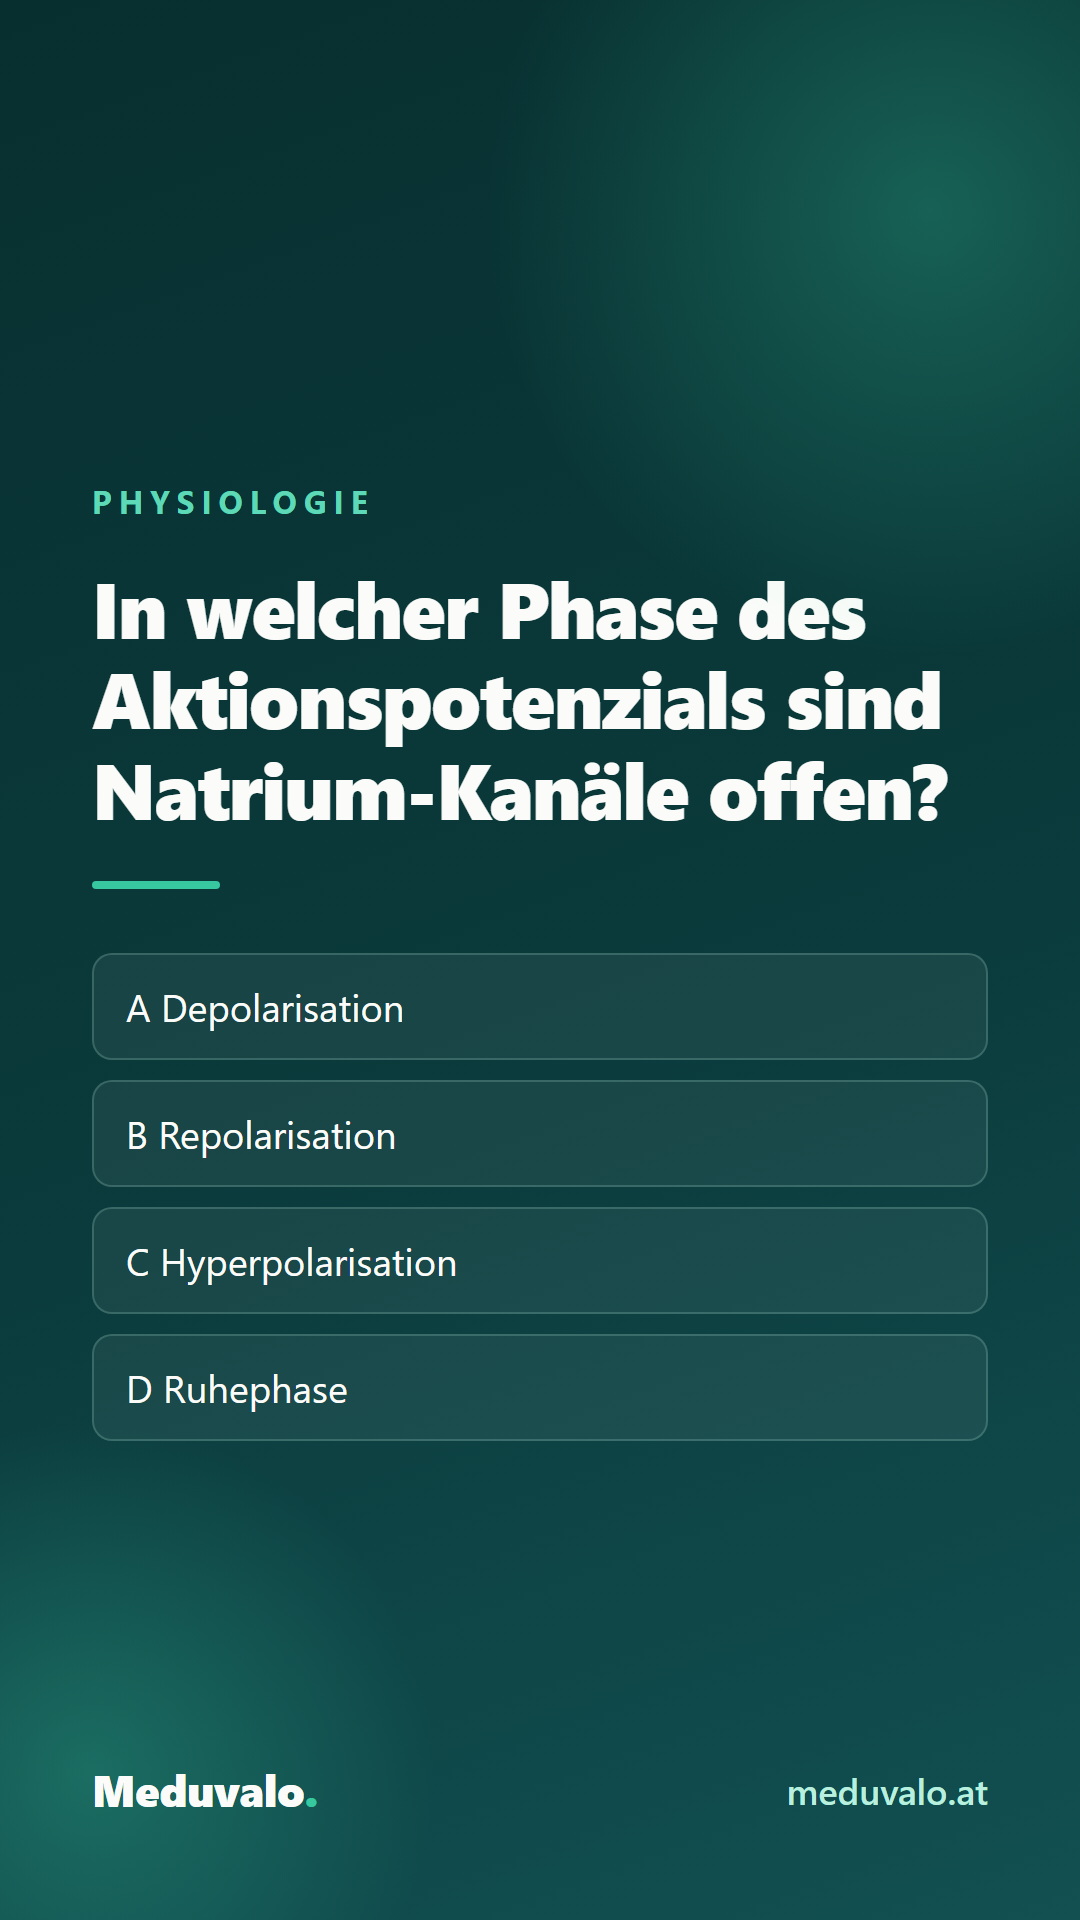 PHYSIOLOGIE
In welcher Phase des
Aktionspotenzials sind
Natrium-Kanäle offen?
A Depolarisation
B Repolarisation
C Hyperpolarisation
D Ruhephase
Meduvalo.
meduvalo.at